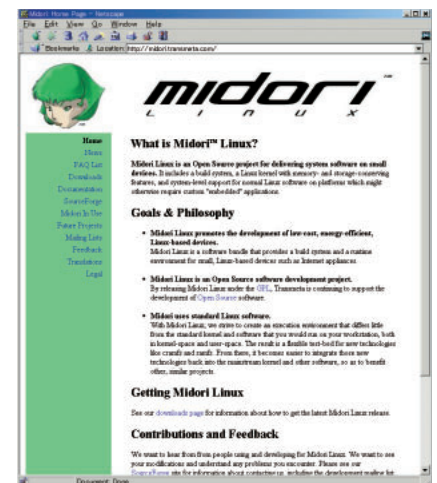 Midori Home Page - Netscape
File Edit View Go Window Help
Bookmarks Location: http://midori.transmeta.com/
midori™
LINUX
Home
News
FAQ List
Downloads
Documentation
SourceForge
Midori In Use
Future Projects
Mailing Lists
Feedback
Translations
Legal
What is Midori™ Linux?
Midori Linux is an Open Source project for delivering system software on small
devices. It includes a build system, a Linux kernel with memory- and storage-conserving
features, and system-level support for normal Linux software on platforms which might
otherwise require custom "embedded" applications.
Goals & Philosophy
• Midori Linux promotes the development of low-cost, energy-efficient,
Linux-based devices.
Midori Linux is a software bundle that provides a build system and a runtime
environment for small, Linux-based devices such as Internet appliances.
• Midori Linux is an Open Source software development project.
By releasing Midori Linux under the GPL, Transmeta is continuing to support the
development of Open Source software.
• Midori uses standard Linux software.
With Midori Linux, we strive to create an execution environment that differs little
from the standard kernel and software that you would run on your workstation, both
in kernel-space and user-space. The result is a flexible test-bed for new technologies
like cramfs and ramfs. From there, it becomes easier to integrate those new
technologies back into the mainstream kernel and other software, so as to benefit
other, similar projects.
Getting Midori Linux
See our downloads page for information about how to get the latest Midori Linux release.
Contributions and Feedback
We want to hear from from people using and developing for Midori Linux. We want to see
your modifications and understand any problems you encounter. Please see our
SourceForge site for information about contacting us, including the development mailing list
Document: Done